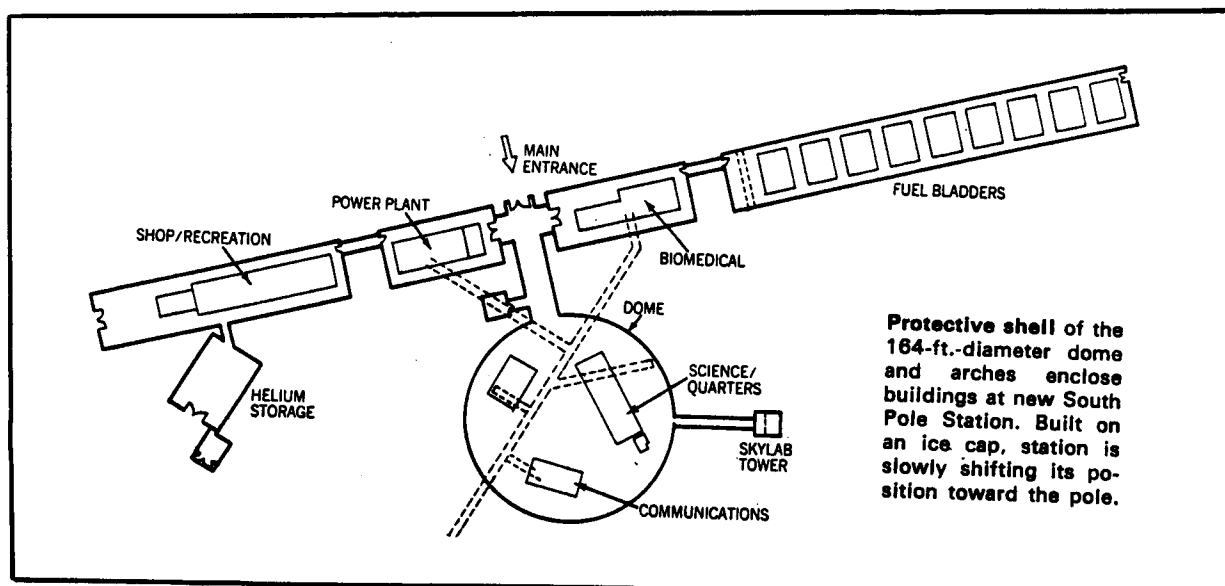 MAIN
ENTRANCE
POWER PLANT
SHOP/RECREATION
FUEL BLADDERS
BIOMEDICAL
DOME
SCIENCE/
QUARTERS
HELIUM
STORAGE
SKYLAB
TOWER
COMMUNICATIONS
Protective shell of the
164-ft.-diameter dome
and arches enclose
buildings at new South
Pole Station. Built on
an ice cap, station is
slowly shifting its po-
sition toward the pole.